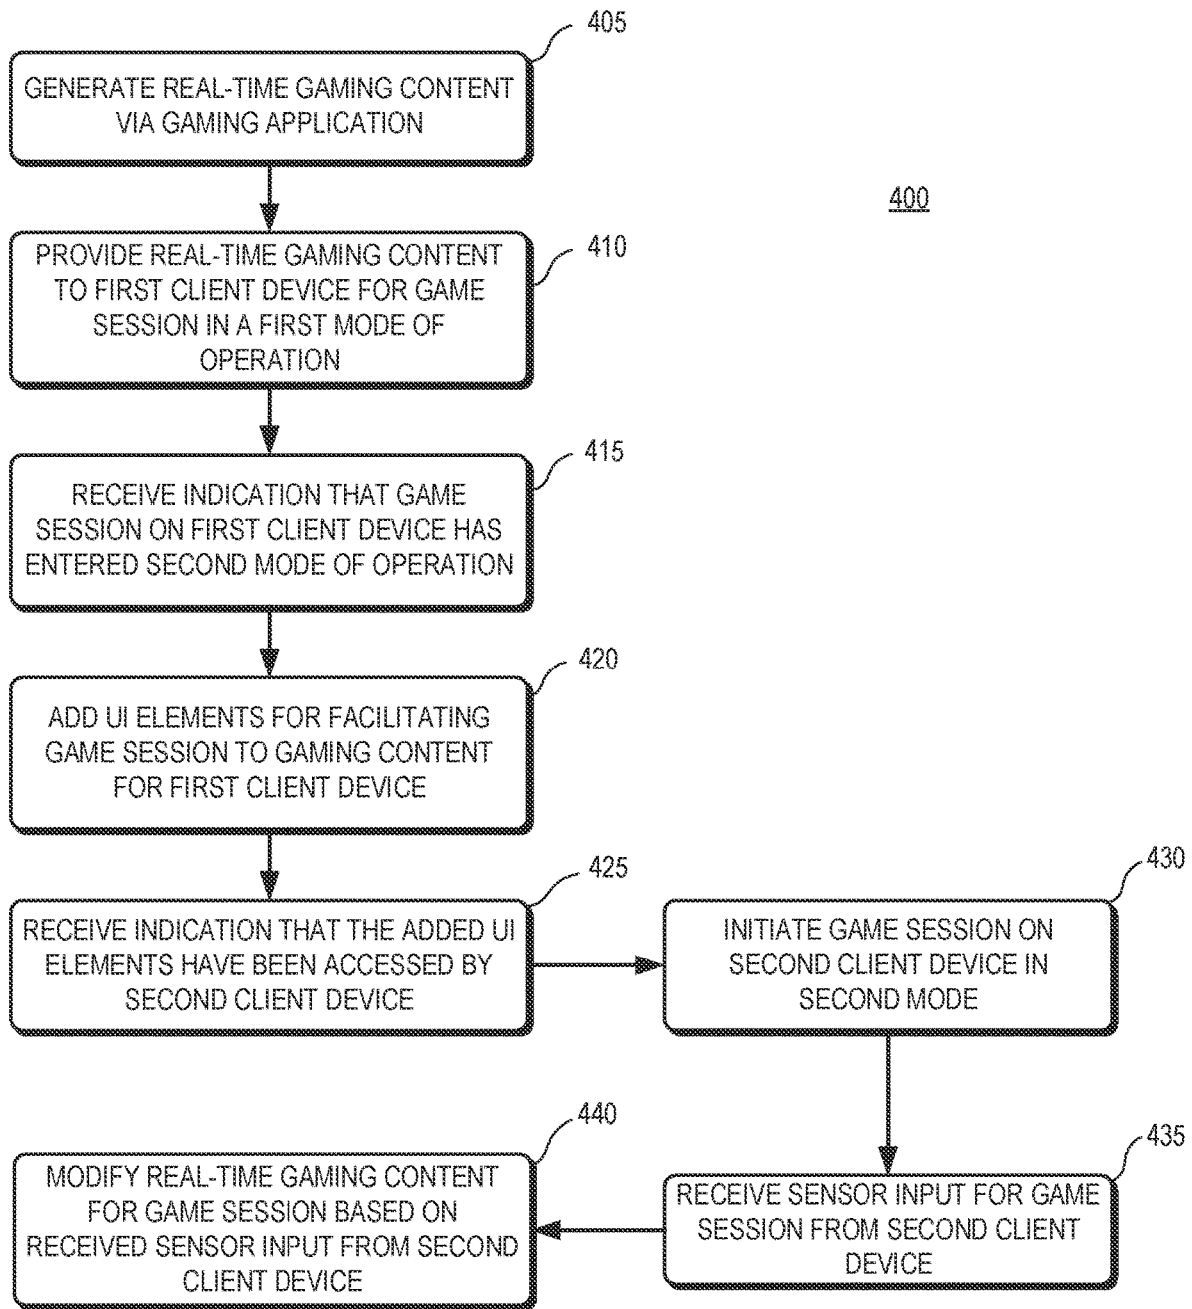 405
GENERATE REAL-TIME GAMING CONTENT
VIA GAMING APPLICATION
400
410
PROVIDE REAL-TIME GAMING CONTENT
TO FIRST CLIENT DEVICE FOR GAME
SESSION IN A FIRST MODE OF
OPERATION
415
RECEIVE INDICATION THAT GAME
SESSION ON FIRST CLIENT DEVICE HAS
ENTERED SECOND MODE OF OPERATION
420
ADD UI ELEMENTS FOR FACILITATING
GAME SESSION TO GAMING CONTENT
FOR FIRST CLIENT DEVICE
425
RECEIVE INDICATION THAT THE ADDED UI
ELEMENTS HAVE BEEN ACCESSED BY
SECOND CLIENT DEVICE
430
INITIATE GAME SESSION ON
SECOND CLIENT DEVICE IN
SECOND MODE
435
RECEIVE SENSOR INPUT FOR GAME
SESSION FROM SECOND CLIENT
DEVICE
440
MODIFY REAL-TIME GAMING CONTENT
FOR GAME SESSION BASED ON
RECEIVED SENSOR INPUT FROM SECOND
CLIENT DEVICE